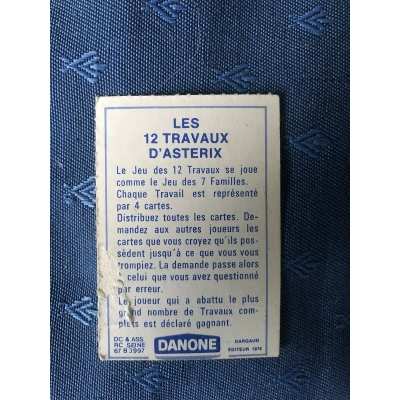 LES
12 TRAVAUX
D'ASTERIX
Le Jeu des 12 Travaux se joue
comme le Jeu des 7 Familles.
Chaque Travail est représenté
par 4 cartes.
Distribuez toutes les cartes. De-
mandez aux autres joueurs les
cartes que vous croyez qu'ils pos-
sèdent jusqu'à ce que vous vous
trompiez. La demande passe alors
celui que vous avez questionné
par erreur.
Le joueur qui a abattu le plus
grand nombre de Travaux com-
plets est déclaré gagnant.
DC & ASS
RC SEINE
67 B 7997
DANONE
DARGAUD
EDITEUR 1976